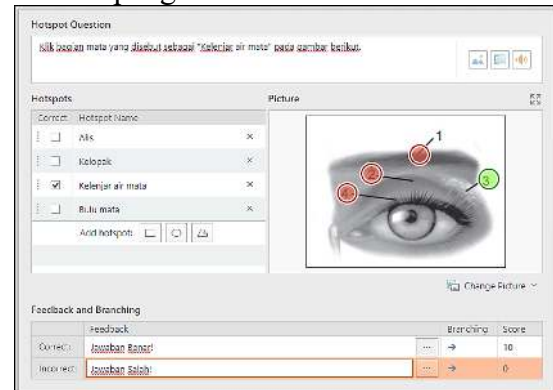 Hotspot Question
Klik bagian mata yang disebut sebagai "Kelenjar air mata" pada gambar berikut.
Hotspots
Picture
Correct Hotspot Name
Alis
Kelopak
Kelenjar air mata
Bulu mata
Add hotspot:
1
2
3
4
Change Picture
Feedback and Branching
Feedback Branching Score
Correct: Jawaban Benar! ... 10
Incorrect: Jawaban Salah! ... 0